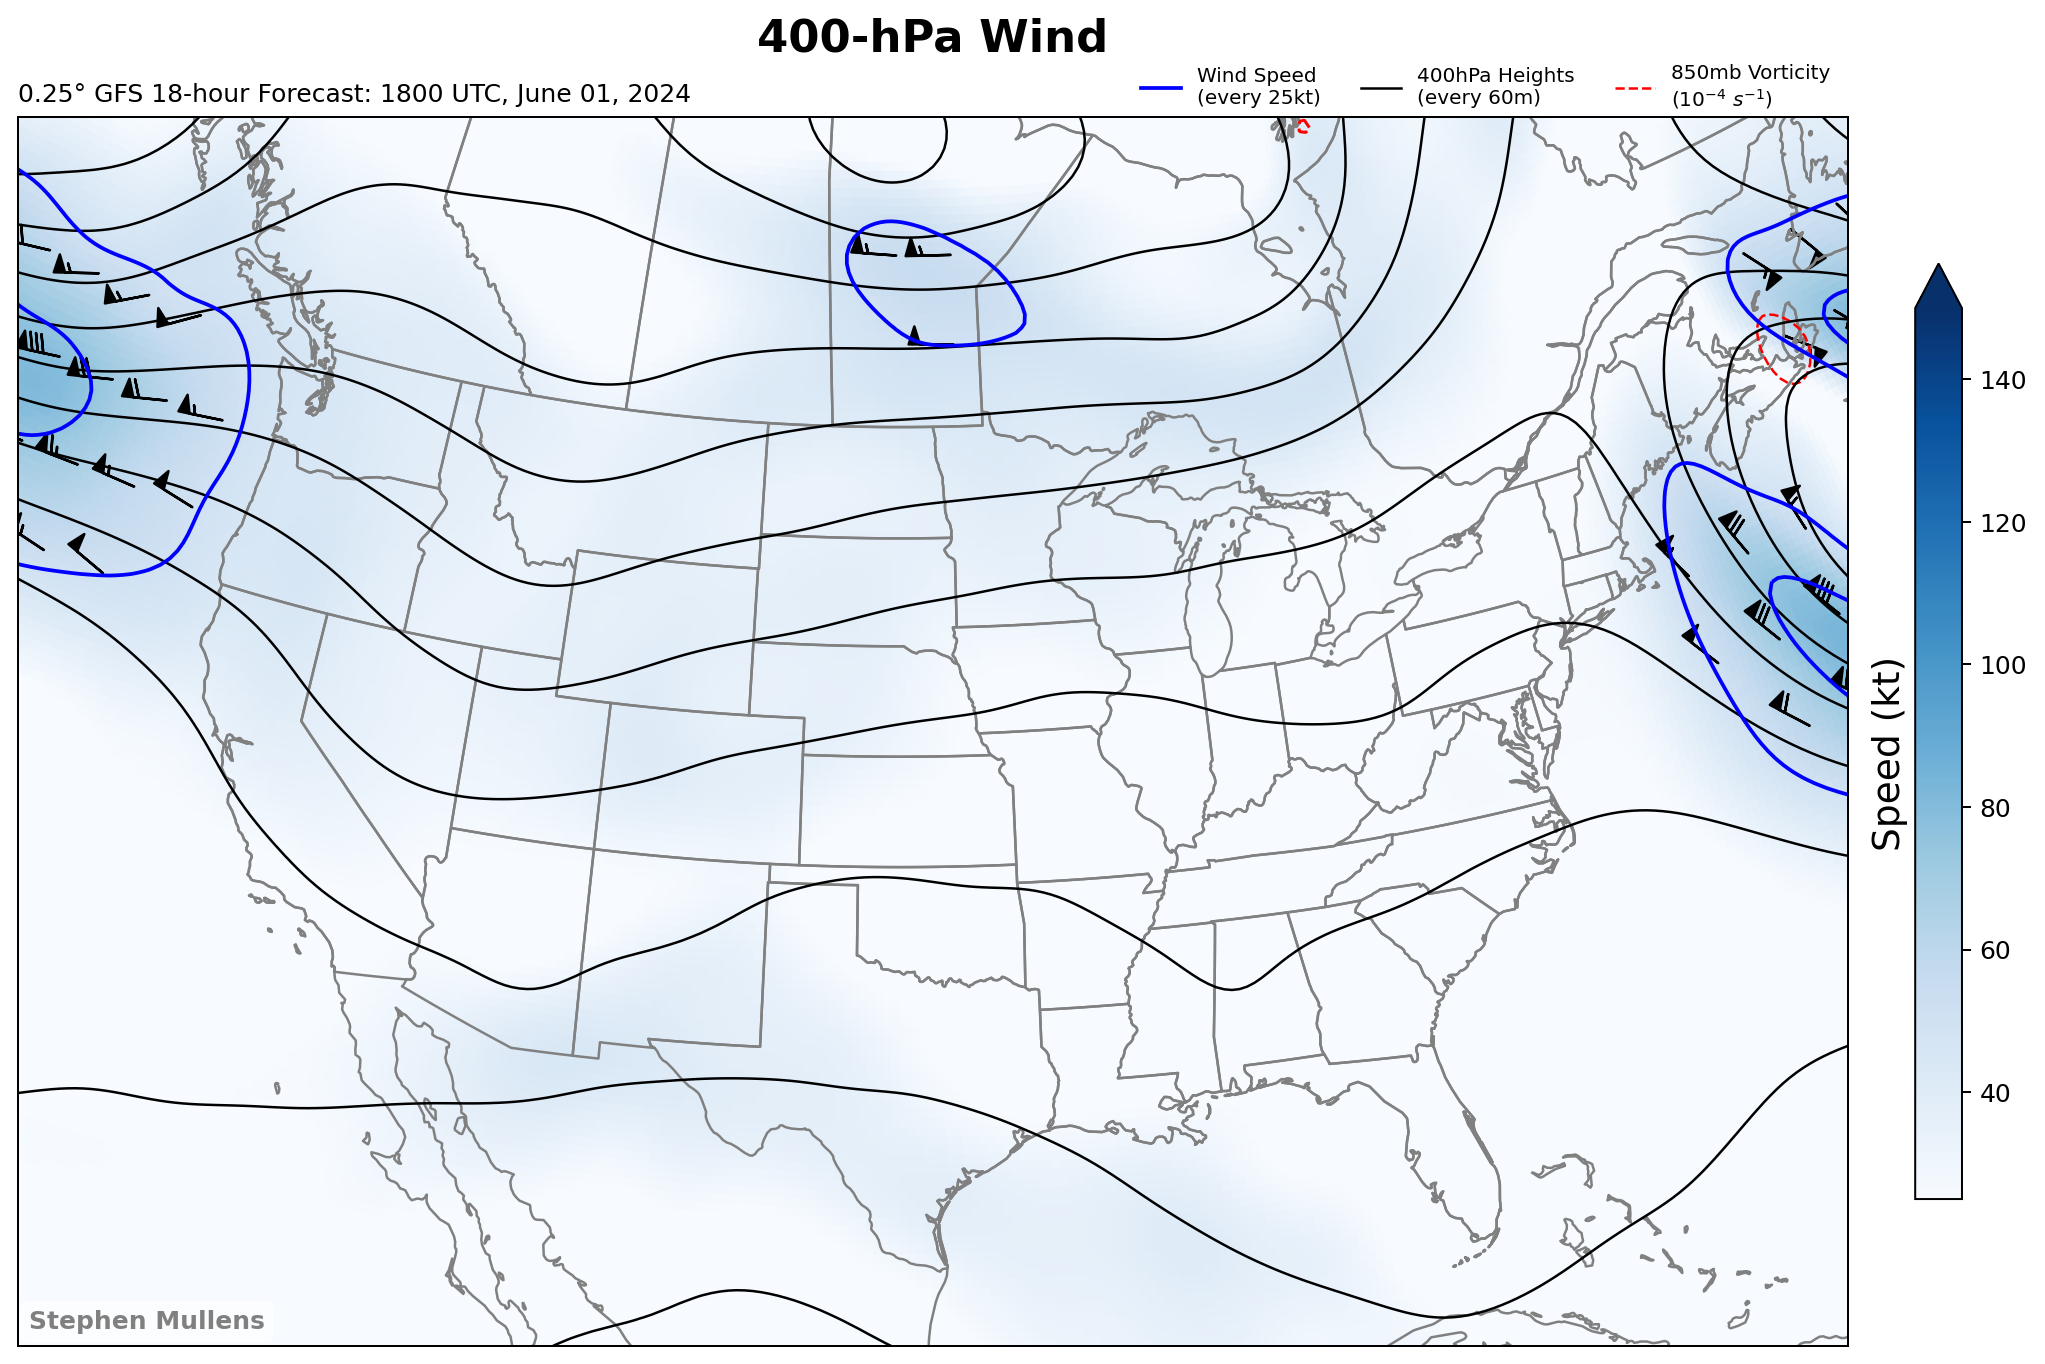 400-hPa Wind
0.25° GFS 18-hour Forecast: 1800 UTC, June 01, 2024
Wind Speed
(every 25kt)
400hPa Heights
(every 60m)
850mb Vorticity
(10⁻⁴ s⁻¹)
140
120
100
80
60
40
Speed (kt)
Stephen Mullens